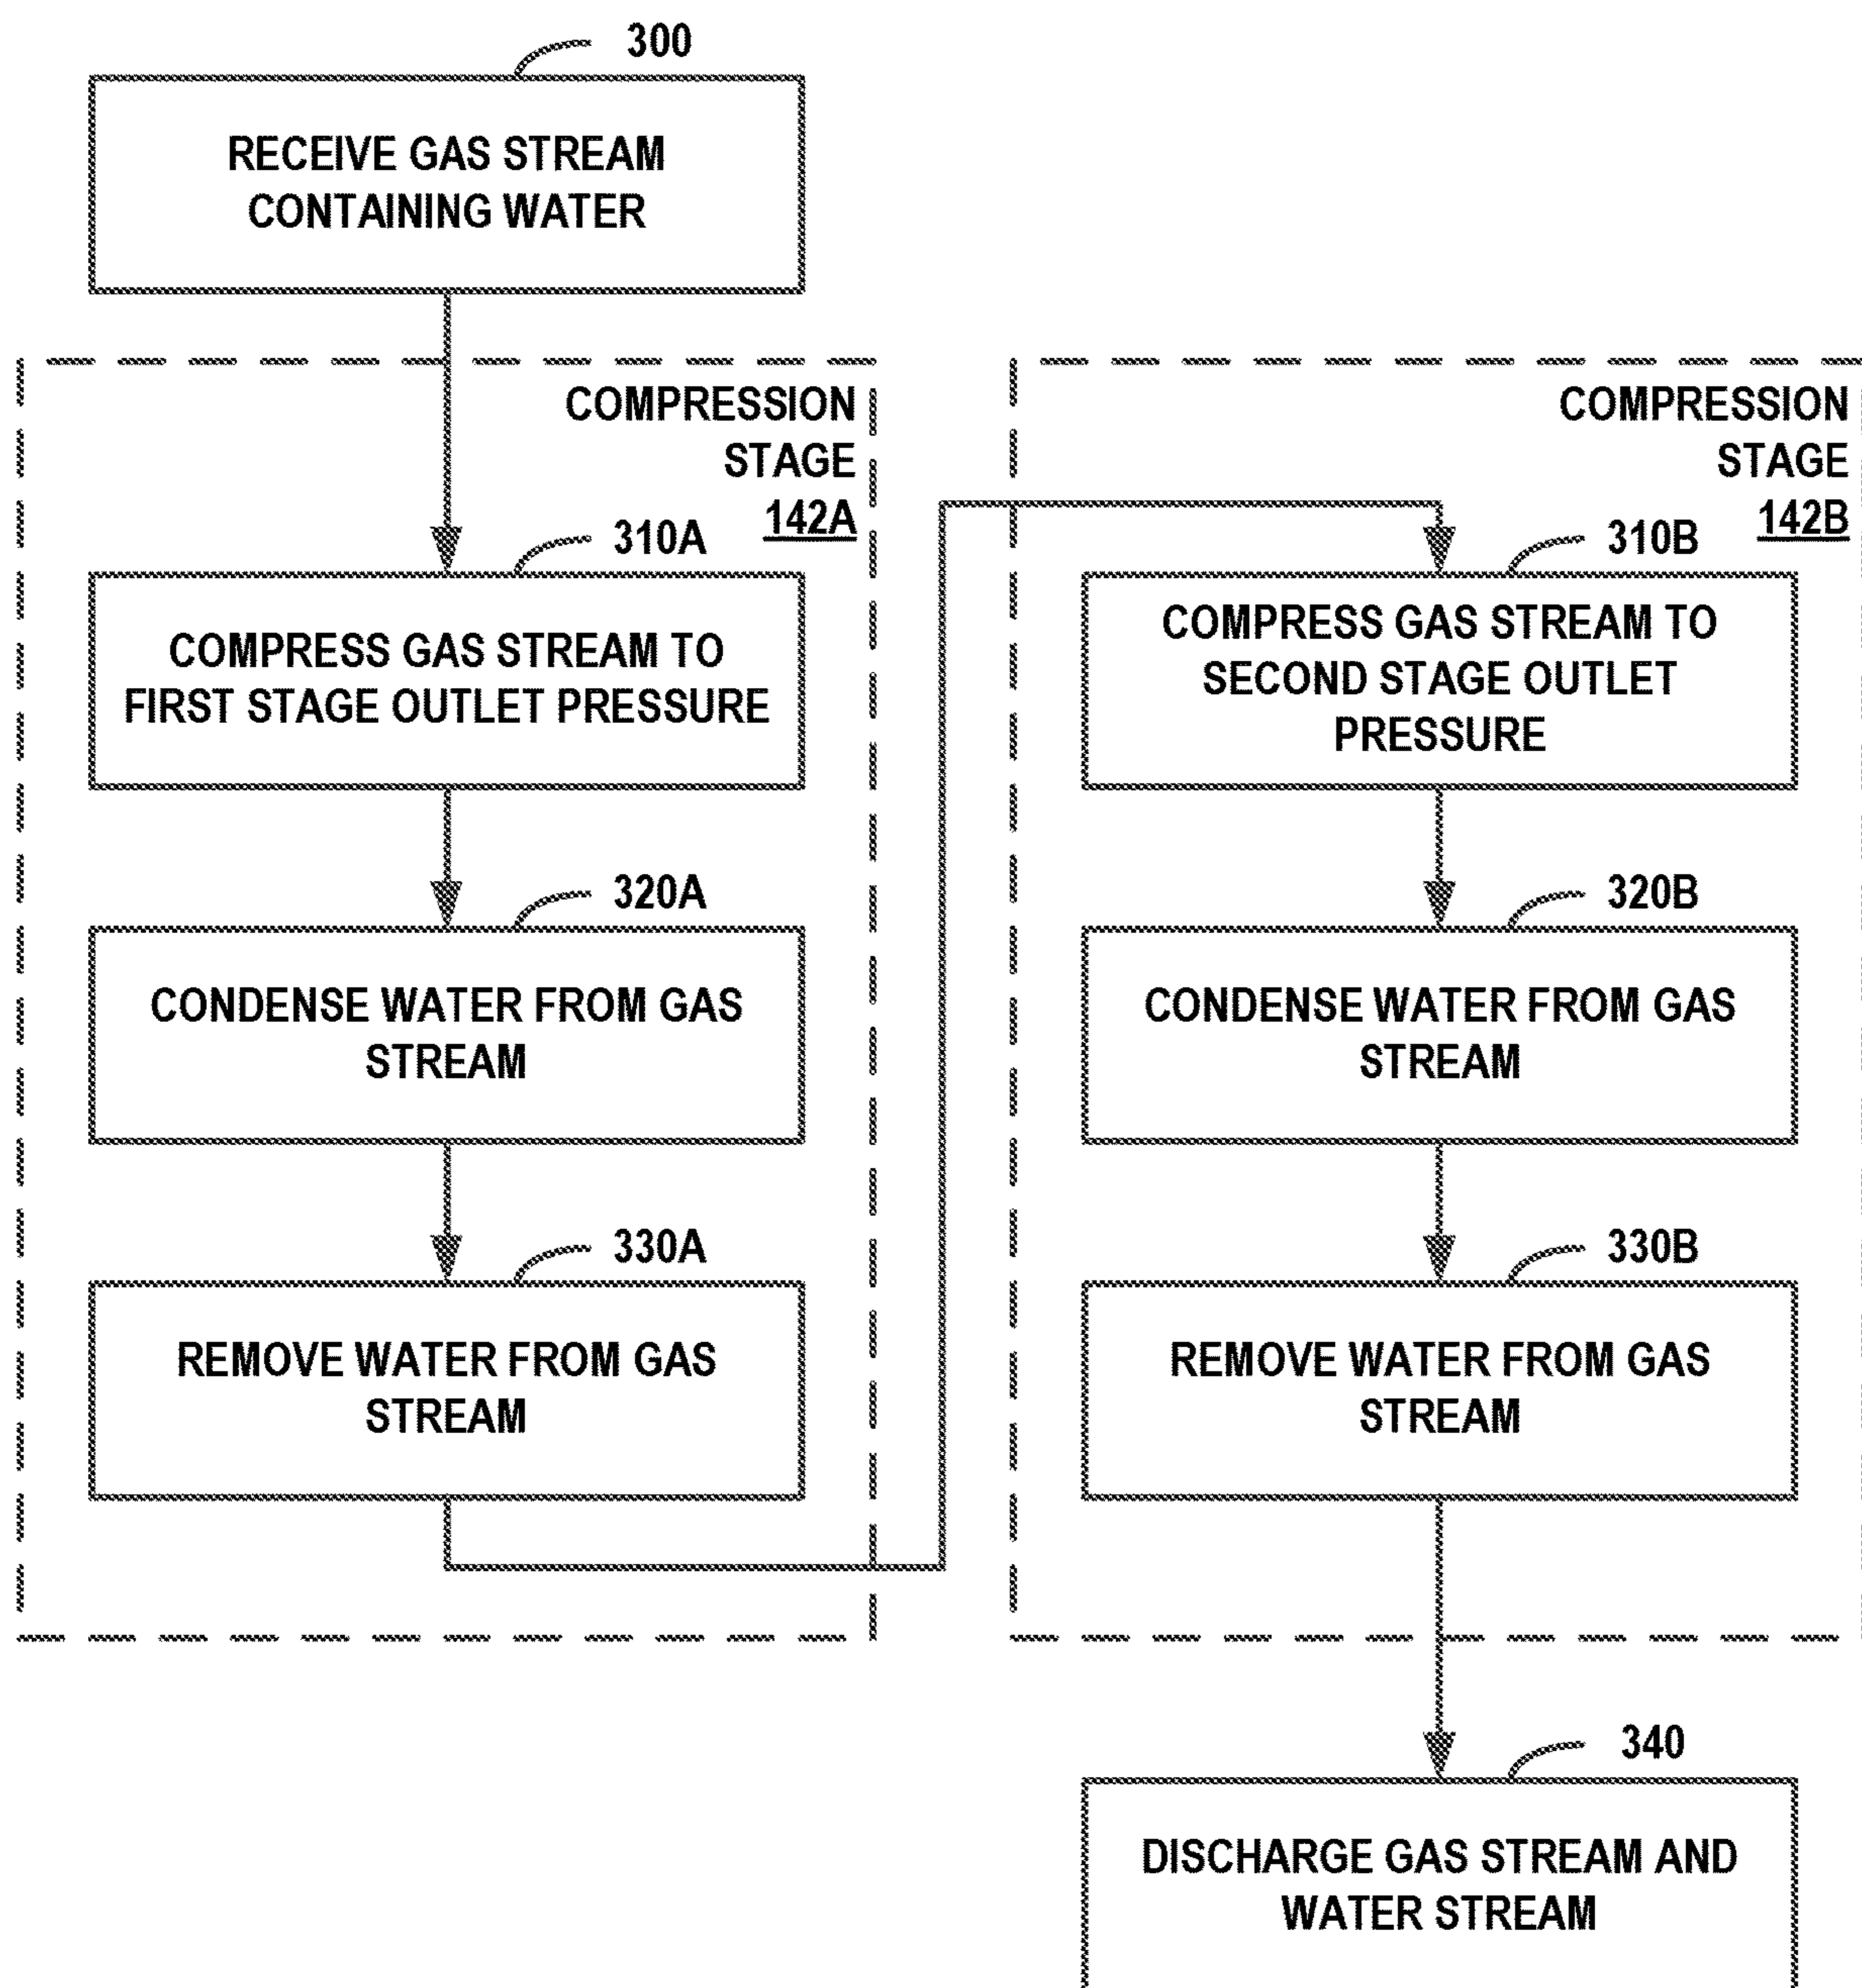 300
RECEIVE GAS STREAM
CONTAINING WATER
COMPRESSION
STAGE
142A
310A
COMPRESS GAS STREAM TO
FIRST STAGE OUTLET PRESSURE
320A
CONDENSE WATER FROM GAS
STREAM
330A
REMOVE WATER FROM GAS
STREAM
COMPRESSION
STAGE
142B
310B
COMPRESS GAS STREAM TO
SECOND STAGE OUTLET
PRESSURE
320B
CONDENSE WATER FROM GAS
STREAM
330B
REMOVE WATER FROM GAS
STREAM
340
DISCHARGE GAS STREAM AND
WATER STREAM